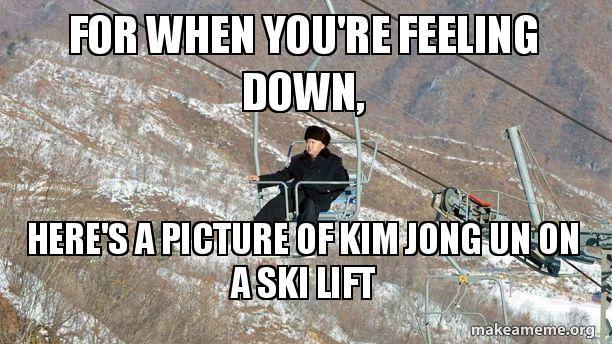 FOR WHEN YOU'RE FEELING
DOWN,
HERE'S A PICTURE OF KIM JONG UN ON
A SKI LIFT
makeameme.org